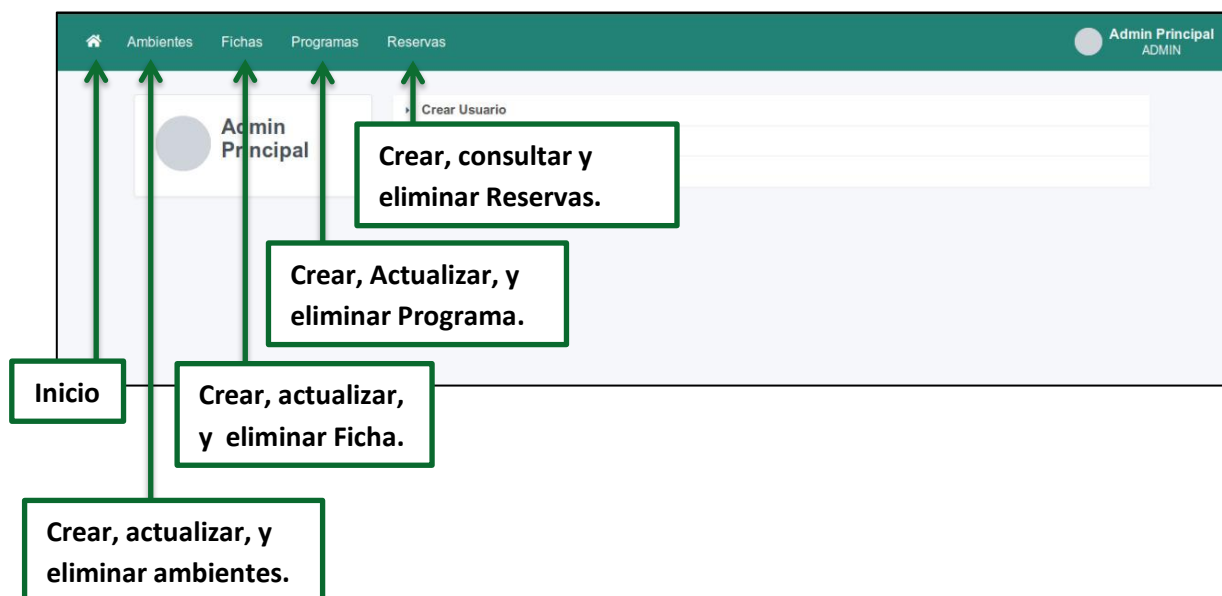 Ambientes Fichas Programas Reservas
Admin Principal
ADMIN
Crear Usuario
Admin
Principal
Crear, consultar y
eliminar Reservas.
Crear, Actualizar, y
eliminar Programa.
Inicio
Crear, actualizar,
y eliminar Ficha.
Crear, actualizar, y
eliminar ambientes.